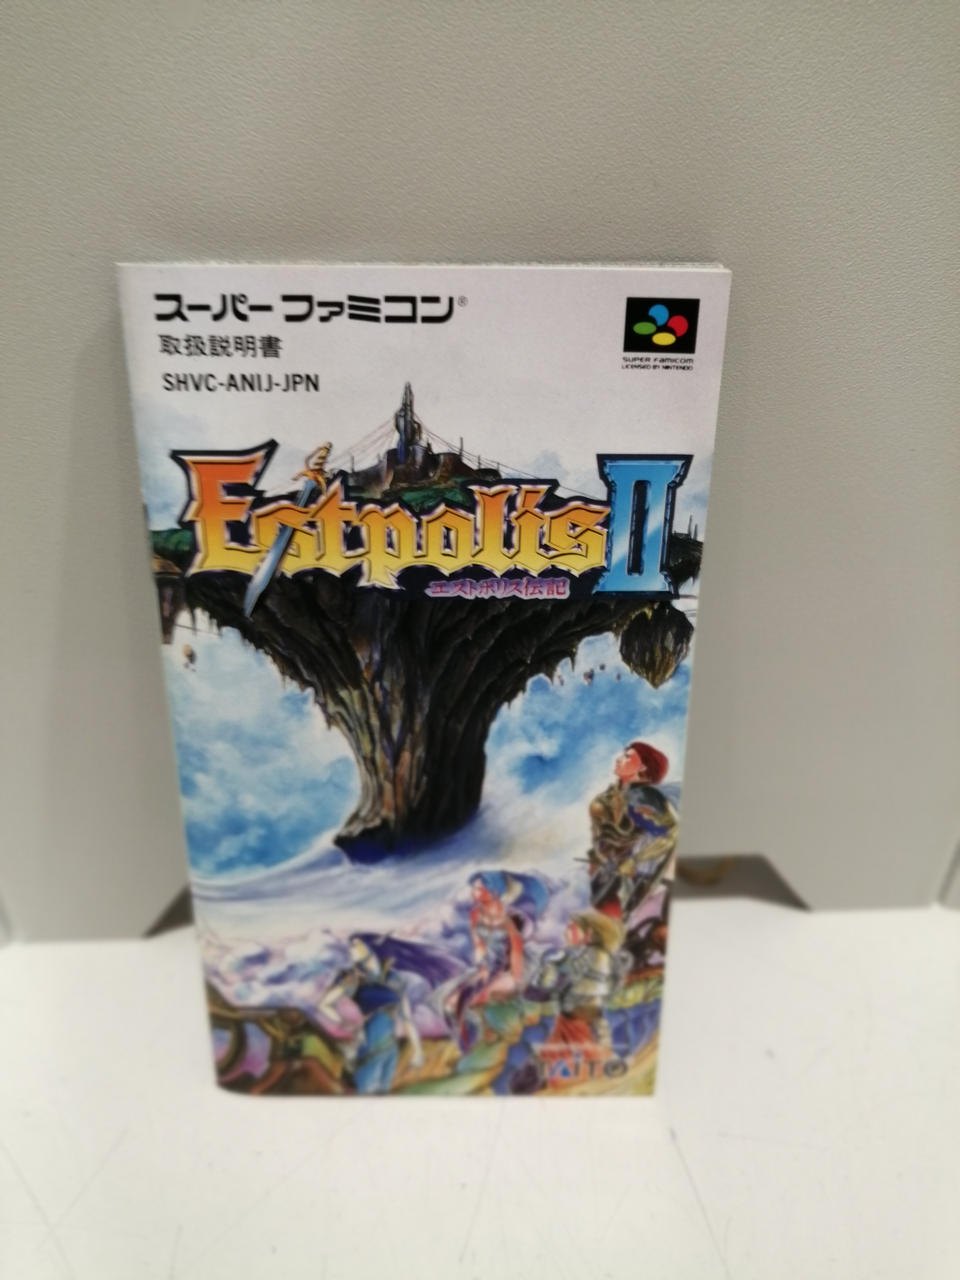 スーパーファミコン®
取扱説明書
SHVC-ANIJ-JPN
SUPER FAMICOM
LICENSED BY NINTENDO
Estpolis II
エストポリス伝記
TAITO